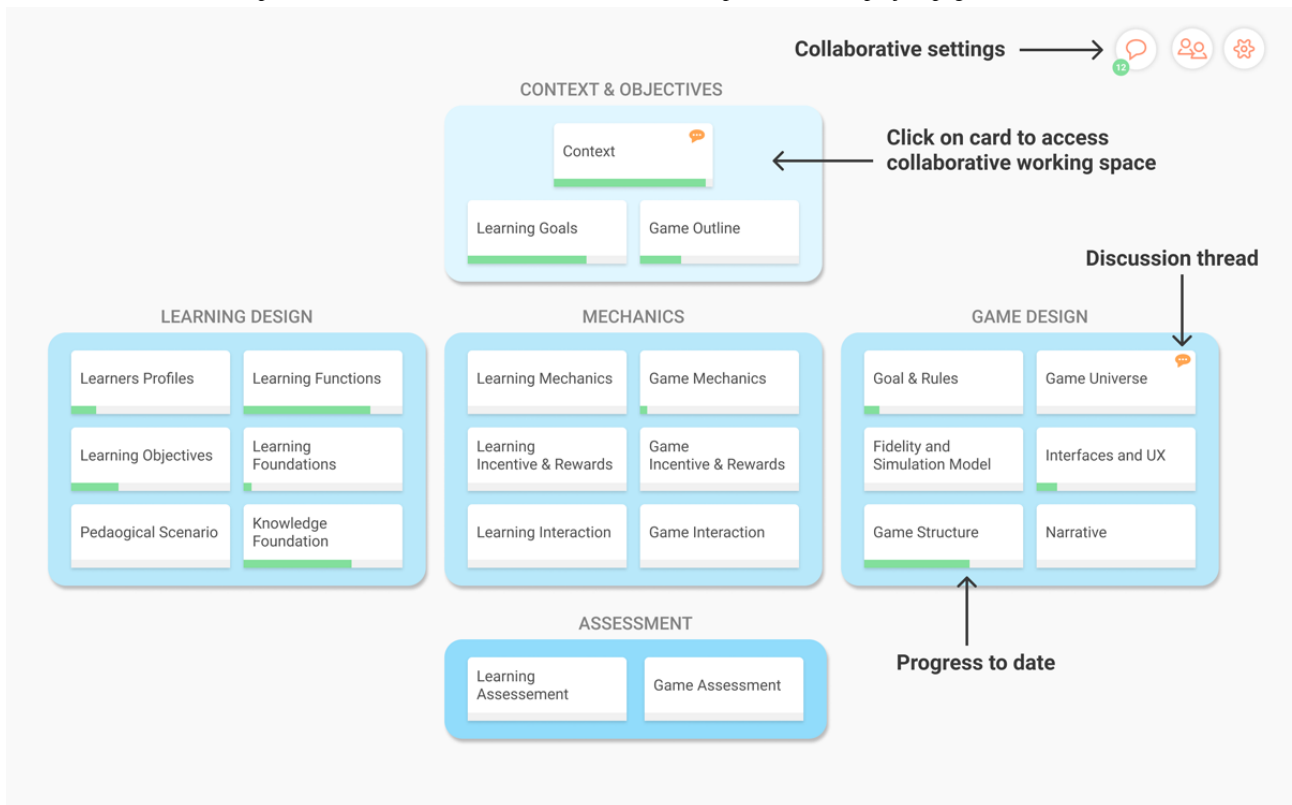 Collaborative settings
12
CONTEXT & OBJECTIVES
Context
Click on card to access
collaborative working space
Learning Goals
Game Outline
Discussion thread
LEARNING DESIGN
MECHANICS
GAME DESIGN
Learners Profiles
Learning Functions
Learning Mechanics
Game Mechanics
Goal & Rules
Game Universe
Learning Objectives
Learning
Foundations
Learning
Incentive & Rewards
Game
Incentive & Rewards
Fidelity and
Simulation Model
Interfaces and UX
Pedaogical Scenario
Knowledge
Foundation
Learning Interaction
Game Interaction
Game Structure
Narrative
ASSESSMENT
Progress to date
Learning
Assessement
Game Assessment